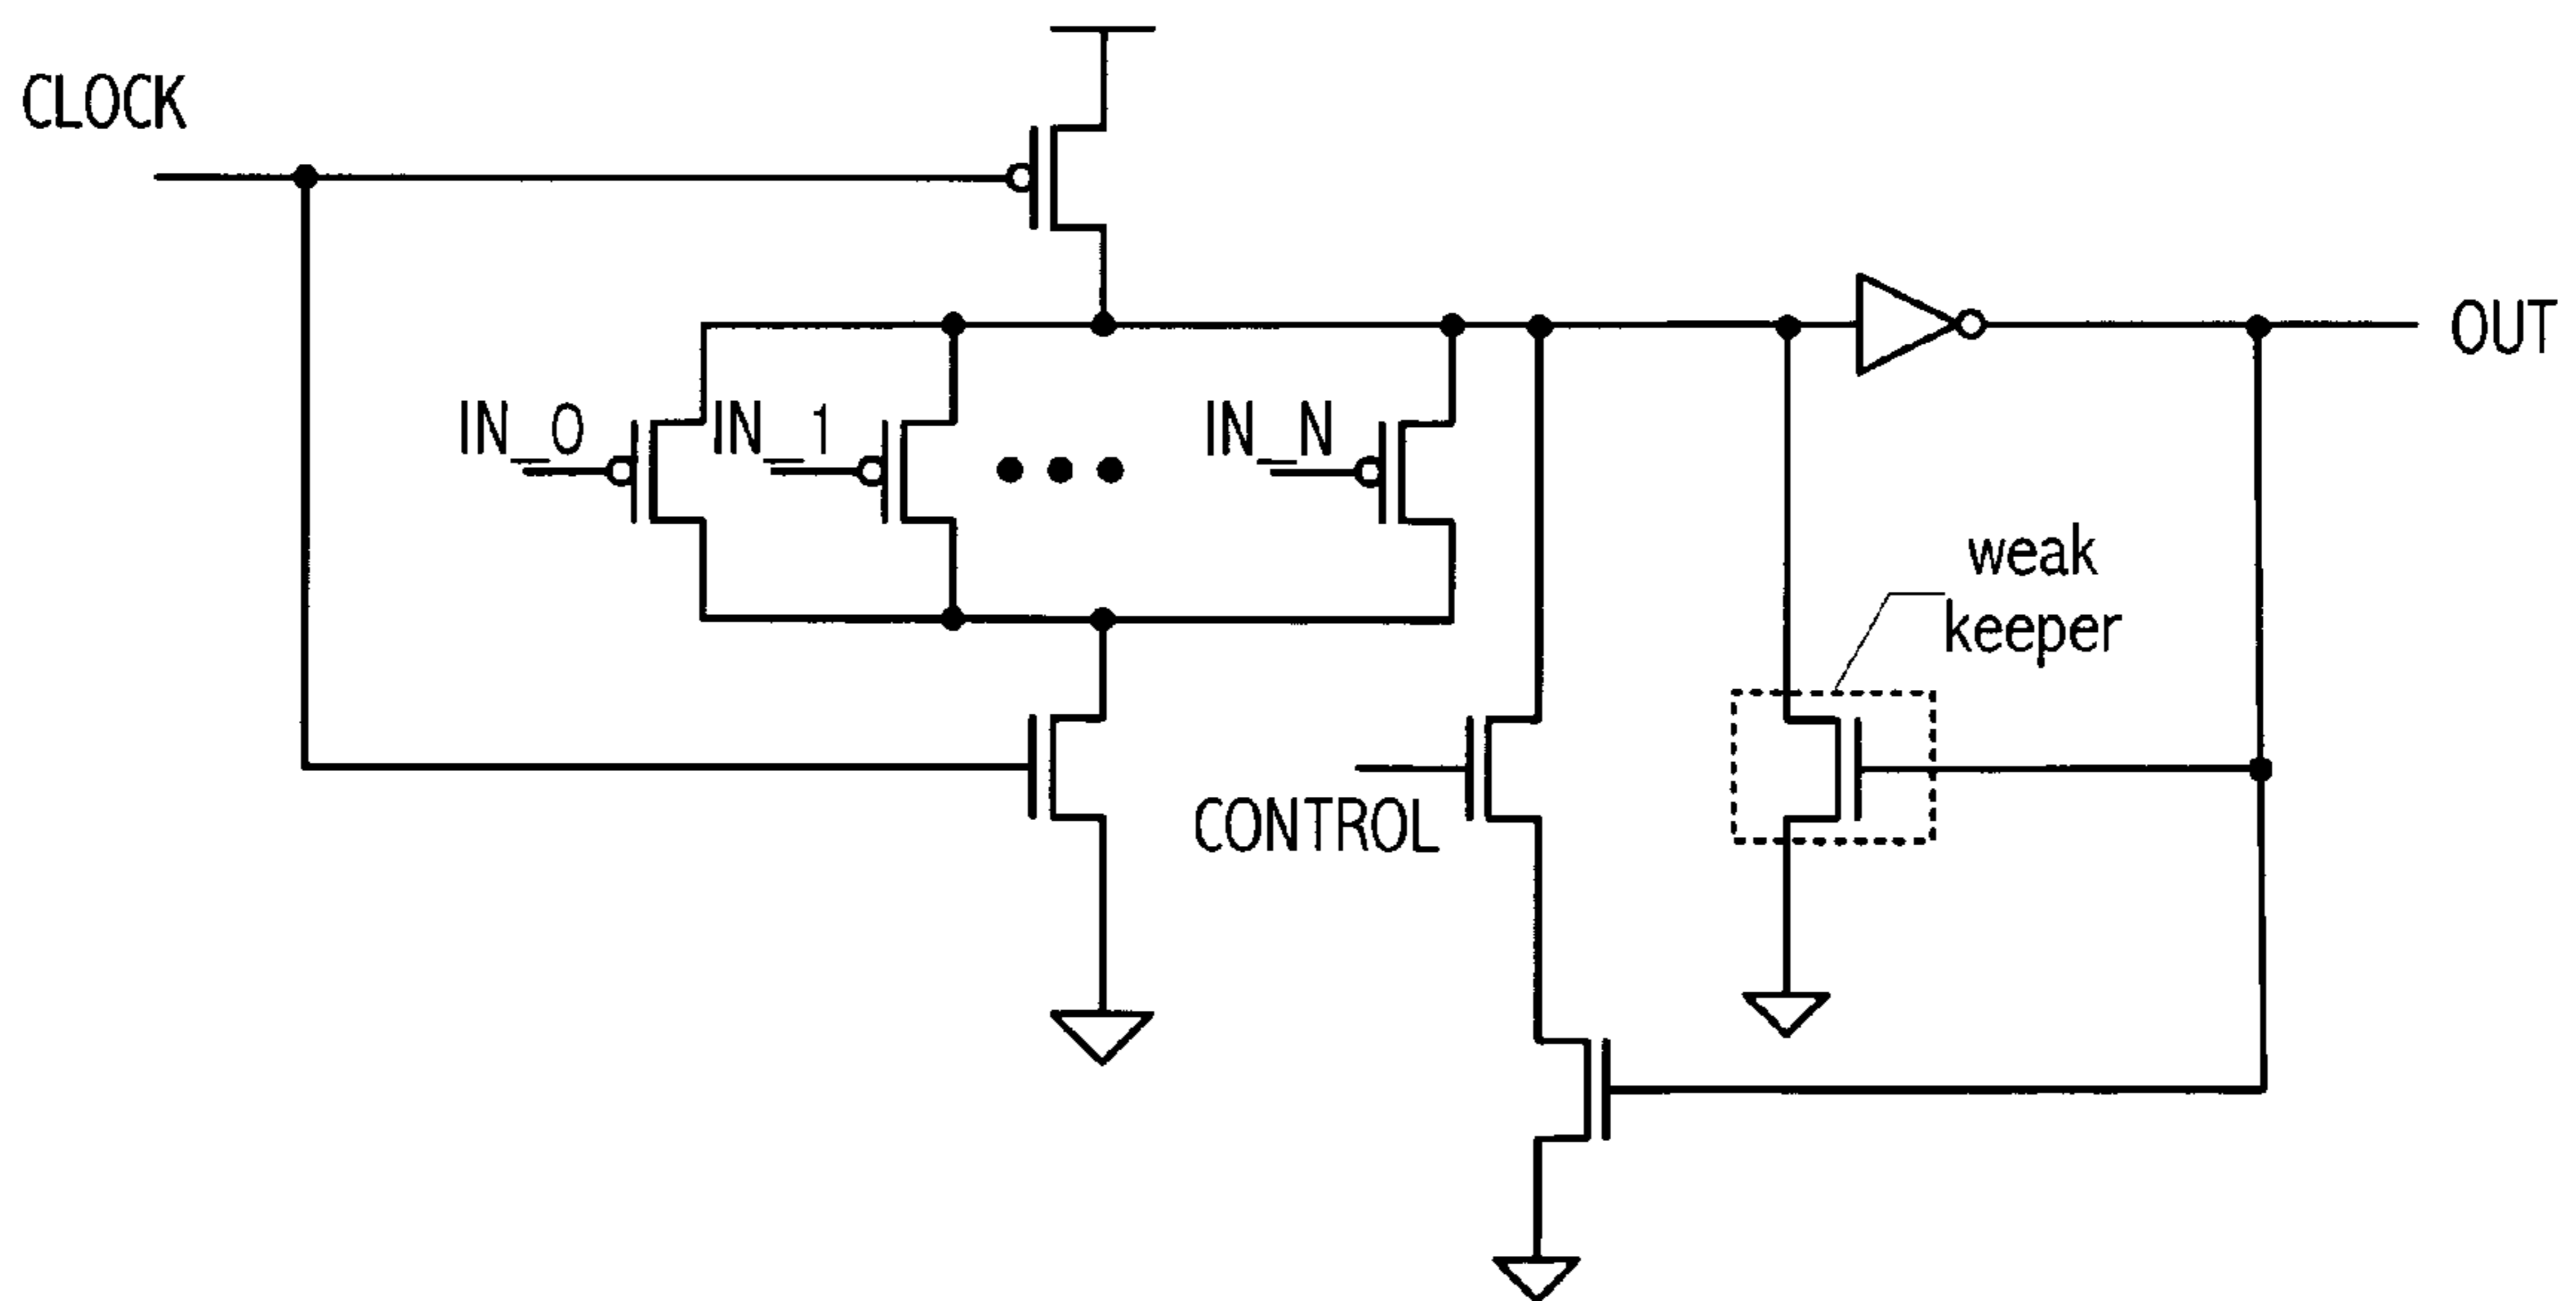 CLOCK
OUT
IN_0
IN_1
IN_N
weak
keeper
CONTROL